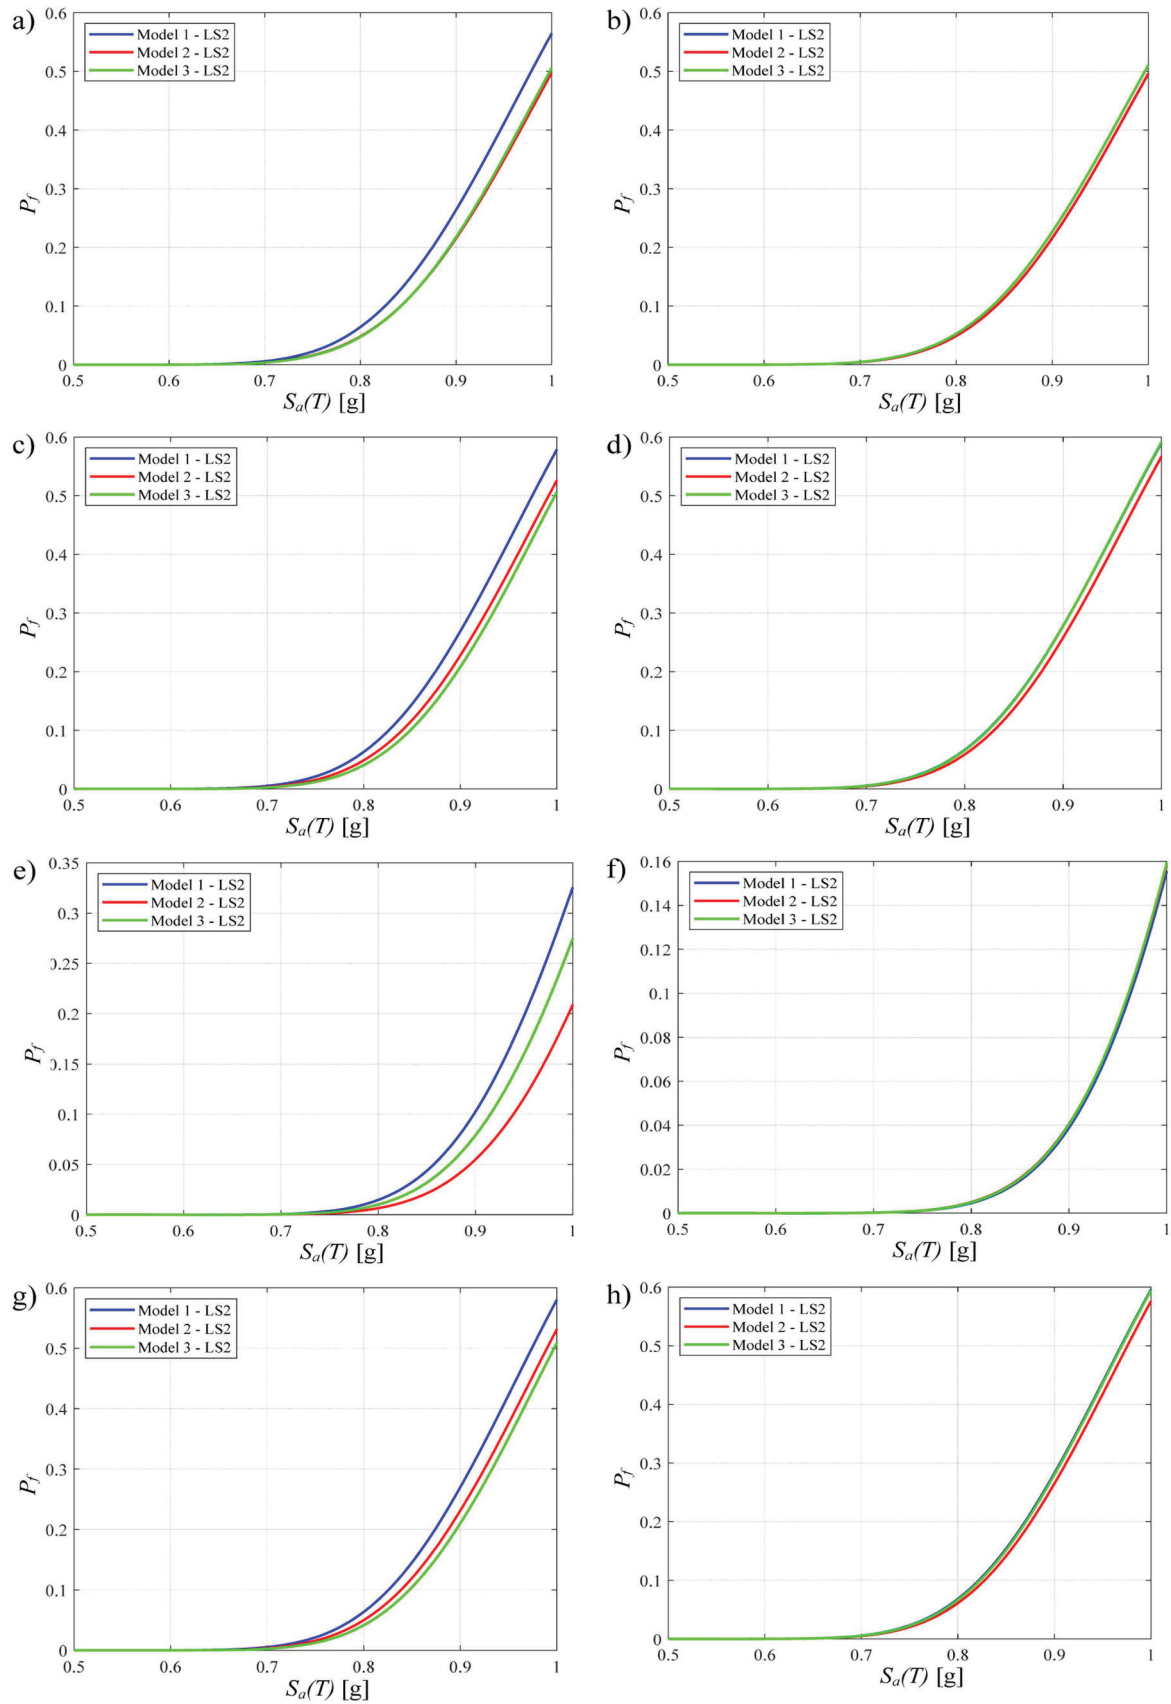 a)
Model 1 - LS2
Model 2 - LS2
Model 3 - LS2
0.6
0.5
0.4
0.3
0.2
0.1
0
P_f
0.5 0.6 0.7 0.8 0.9 1
S_a(T) [g]
b)
Model 1 - LS2
Model 2 - LS2
Model 3 - LS2
0.6
0.5
0.4
0.3
0.2
0.1
0
P_f
0.5 0.6 0.7 0.8 0.9 1
S_a(T) [g]
c)
Model 1 - LS2
Model 2 - LS2
Model 3 - LS2
0.6
0.5
0.4
0.3
0.2
0.1
0
P_f
0.5 0.6 0.7 0.8 0.9 1
S_a(T) [g]
d)
Model 1 - LS2
Model 2 - LS2
Model 3 - LS2
0.6
0.5
0.4
0.3
0.2
0.1
0
P_f
0.5 0.6 0.7 0.8 0.9 1
S_a(T) [g]
e)
Model 1 - LS2
Model 2 - LS2
Model 3 - LS2
0.35
0.3
0.25
0.2
0.15
0.1
0.05
0
P_f
0.5 0.6 0.7 0.8 0.9 1
S_a(T) [g]
f)
Model 1 - LS2
Model 2 - LS2
Model 3 - LS2
0.16
0.14
0.12
0.1
0.08
0.06
0.04
0.02
0
P_f
0.5 0.6 0.7 0.8 0.9 1
S_a(T) [g]
g)
Model 1 - LS2
Model 2 - LS2
Model 3 - LS2
0.6
0.5
0.4
0.3
0.2
0.1
0
P_f
0.5 0.6 0.7 0.8 0.9 1
S_a(T) [g]
h)
Model 1 - LS2
Model 2 - LS2
Model 3 - LS2
0.6
0.5
0.4
0.3
0.2
0.1
0
P_f
0.5 0.6 0.7 0.8 0.9 1
S_a(T) [g]